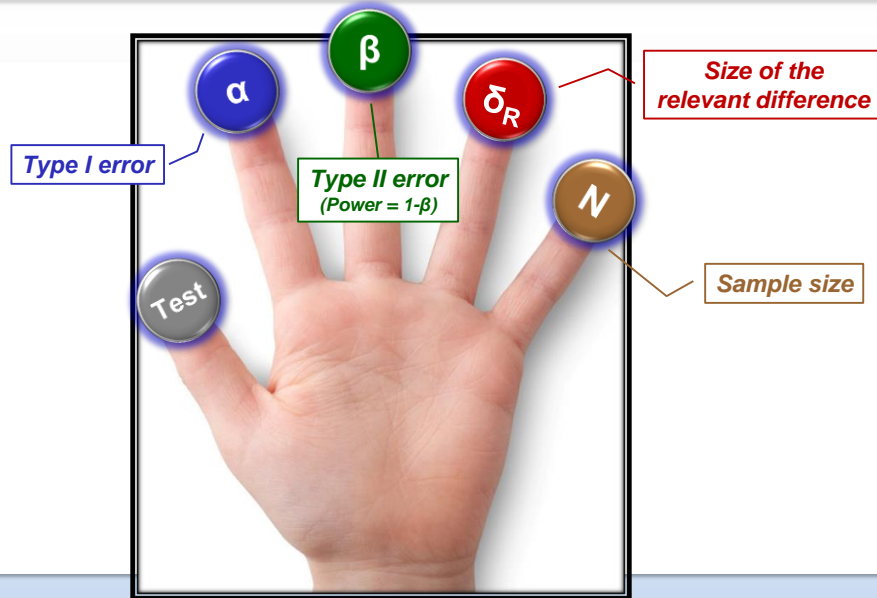 β
α
δR
Size of the
relevant difference
Type I error
Type II error
(Power = 1-β)
N
Sample size
Test